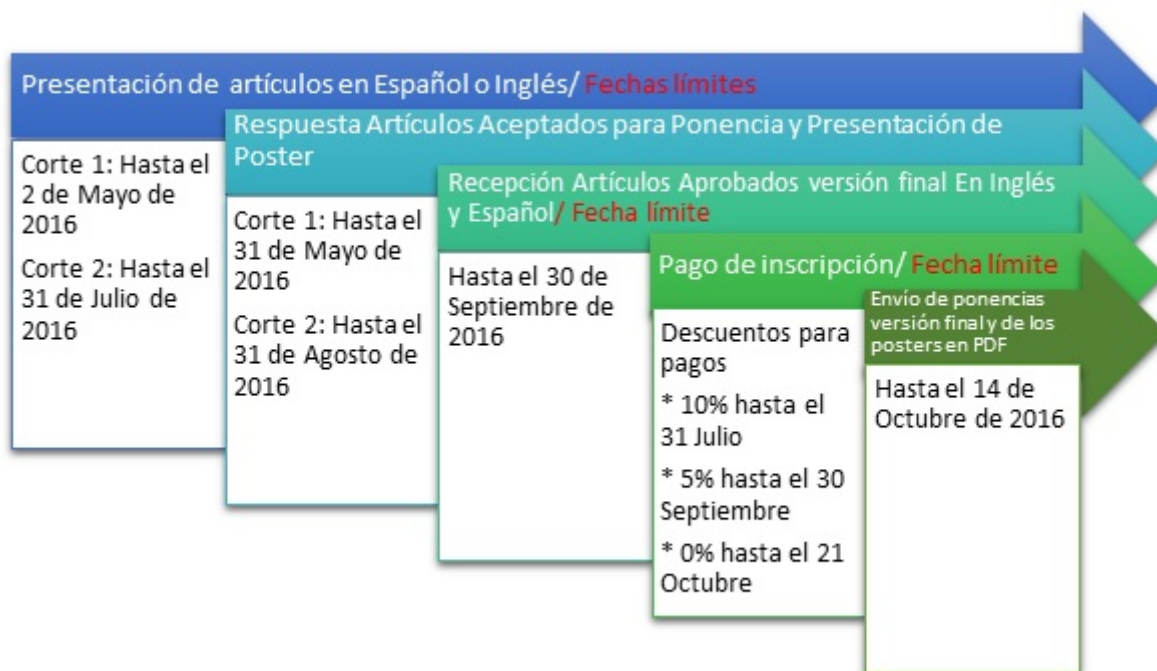 Presentación de artículos en Español o Inglés/ Fechas límites
Corte 1: Hasta el
2 de Mayo de
2016
Corte 2: Hasta el
31 de Julio de
2016
Respuesta Artículos Aceptados para Ponencia y Presentación de
Poster
Corte 1: Hasta el
31 de Mayo de
2016
Corte 2: Hasta el
31 de Agosto de
2016
Recepción Artículos Aprobados versión final En Inglés
y Español/ Fecha límite
Hasta el 30 de
Septiembre de
2016
Pago de inscripción/ Fecha límite
Descuentos para
pagos
* 10% hasta el
31 Julio
* 5% hasta el 30
Septiembre
* 0% hasta el 21
Octubre
Envío de ponencias
versión final y de los
posters en PDF
Hasta el 14 de
Octubre de 2016